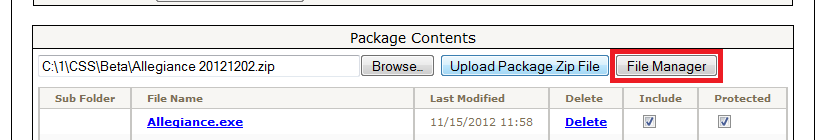 Package Contents
C:\1\CSS\Beta\Allegiance 20121202.zip Browse.. Upload Package Zip File File Manager
Sub Folder File Name Last Modified Delete Include Protected
Allegiance.exe 11/15/2012 11:58 Delete